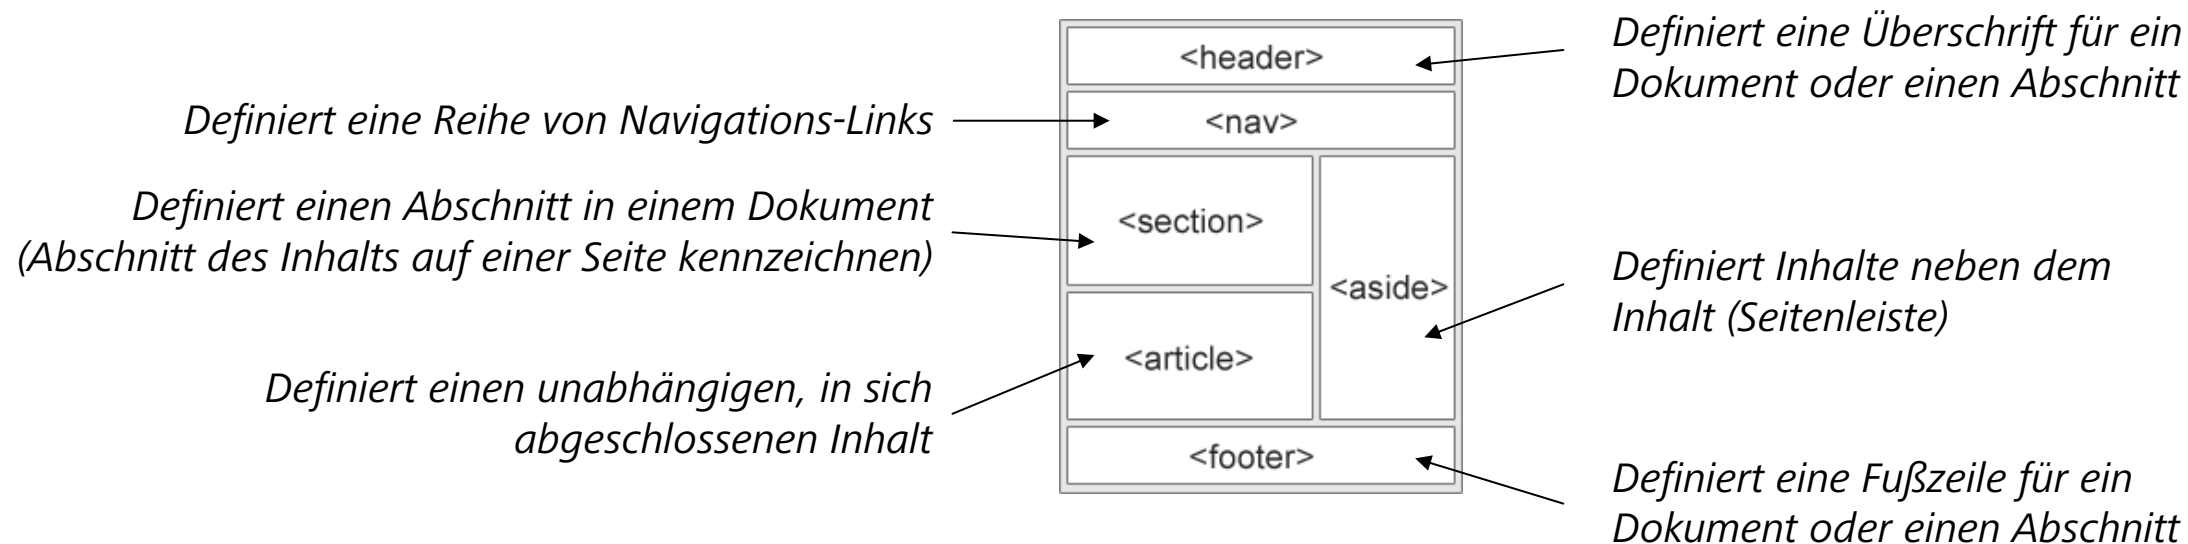 Definiert eine Überschrift für ein
Dokument oder einen Abschnitt
<header>
Definiert eine Reihe von Navigations-Links
<nav>
Definiert einen Abschnitt in einem Dokument
(Abschnitt des Inhalts auf einer Seite kennzeichnen)
<section>
Definiert Inhalte neben dem
Inhalt (Seitenleiste)
<aside>
<article>
Definiert einen unabhängigen, in sich
abgeschlossenen Inhalt
<footer>
Definiert eine Fußzeile für ein
Dokument oder einen Abschnitt